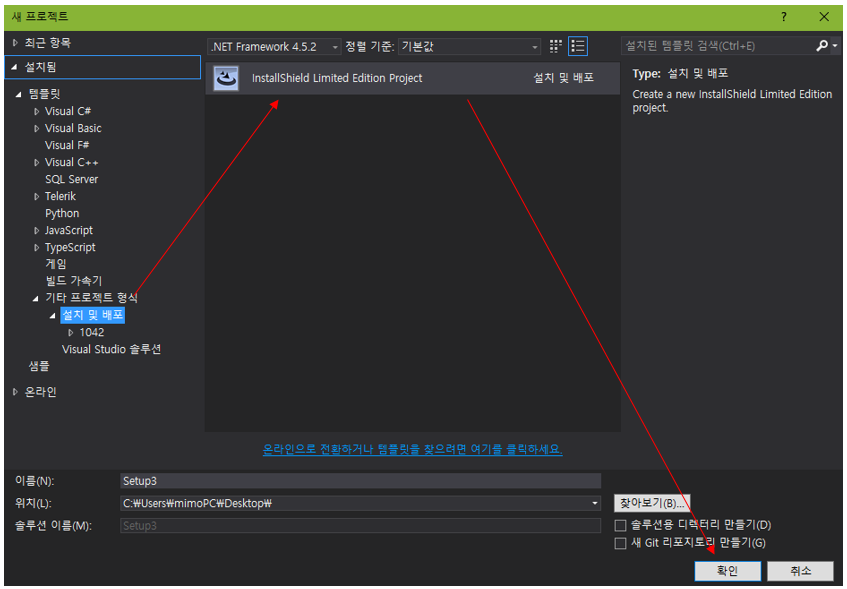 새 프로젝트
?
최근 항목
.NET Framework 4.5.2
정렬 기준:
기본값
설치된 템플릿 검색(Ctrl+E)
설치됨
템플릿
Visual C#
Visual Basic
Visual F#
Visual C++
SQL Server
Telerik
Python
JavaScript
TypeScript
게임
빌드 가속기
기타 프로젝트 형식
설치 및 배포
1042
Visual Studio 솔루션
샘플
온라인
InstallShield Limited Edition Project
설치 및 배포
Type: 설치 및 배포
Create a new InstallShield Limited Edition
project.
온라인으로 전환하거나 템플릿을 찾으려면 여기를 클릭하세요.
이름(N):
Setup3
위치(L):
C:₩Users₩mimoPC₩Desktop₩
찾아보기(B)...
솔루션 이름(M):
Setup3
솔루션용 디렉터리 만들기(D)
새 Git 리포지토리 만들기(G)
확인
취소